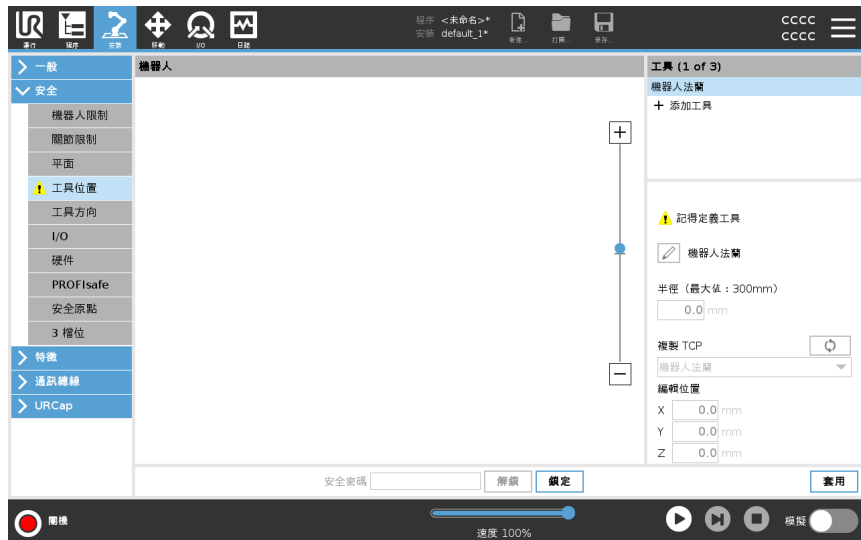 UR
運行
程序
安裝
移動
I/O
日誌
程序 <未命名>*
安裝 default_1*
新建...
打開...
保存...
cccc
cccc
一般
安全
機器人限制
關節限制
平面
工具位置
工具方向
I/O
硬件
PROFIsafe
安全原點
3 檔位
特徵
通訊總線
URCap
機器人
工具 (1 of 3)
機器人法蘭
添加工具
記得定義工具
機器人法蘭
半徑（最大值：300mm）
0.0 mm
複製 TCP
機器人法蘭
編輯位置
X 0.0 mm
Y 0.0 mm
Z 0.0 mm
安全密碼
解鎖
鎖定
套用
關機
速度 100%
模擬